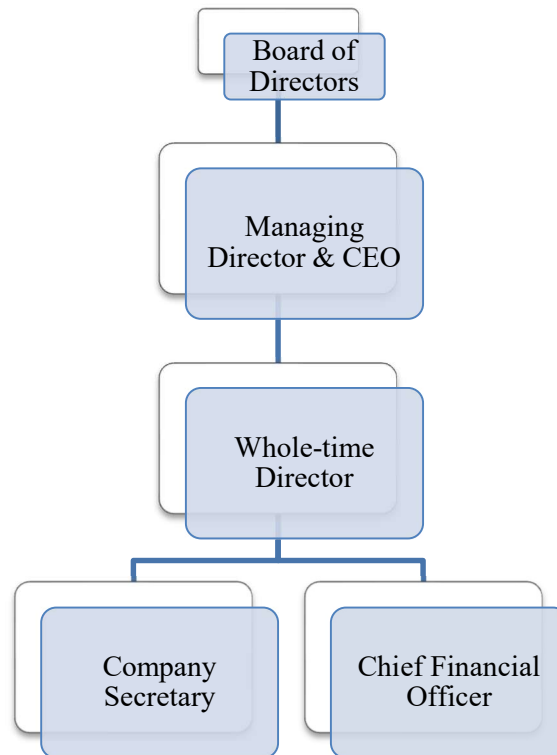 Board of
Directors
Managing
Director & CEO
Whole-time
Director
Company
Secretary
Chief Financial
Officer